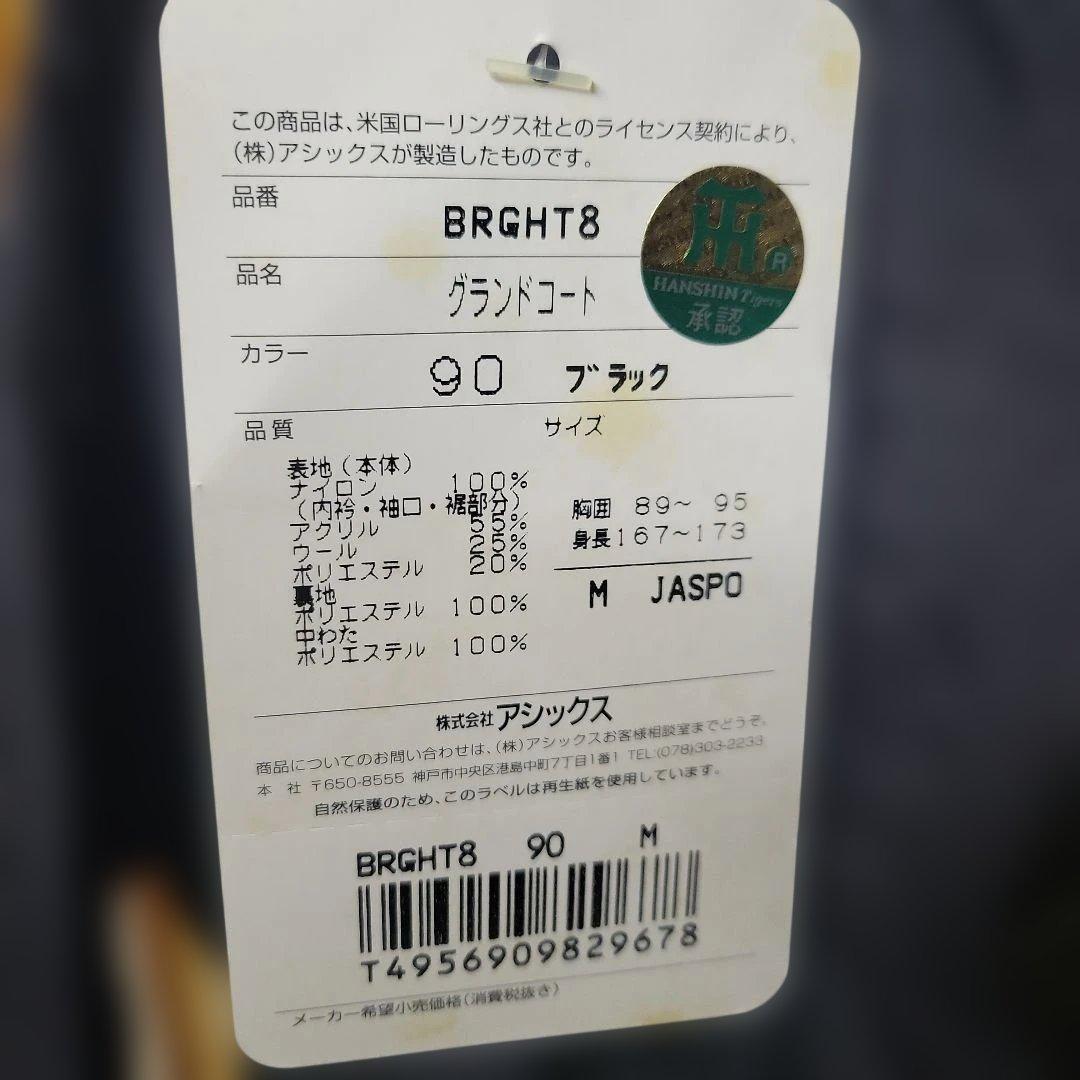 この商品は、米国ローリングス社とのライセンス契約により、
(株)アシックスが製造したものです。
品番
BRGHT8
品名
グランドコート
R
HANSHIN Tigers
承認
カラー
90 ブラック
品質
サイズ
表地(本体)
ナイロン 100%
(内衿・袖口・裾部分)
アクリル 55%
ウール 25%
ポリエステル 20%
裏地
ポリエステル 100%
中わた
ポリエステル 100%
胸囲 89~ 95
身長167~173
M JASPO
株式会社アシックス
商品についてのお問い合わせは、(株)アシックスお客様相談室までどうぞ。
本 社 〒650-8555 神戸市中央区港島中町7丁目1番1 TEL:(078)303-2233
自然保護のため、このラベルは再生紙を使用しています。
BRGHT8 90 M
T4956909829678
メーカー希望小売価格(消費税抜き)